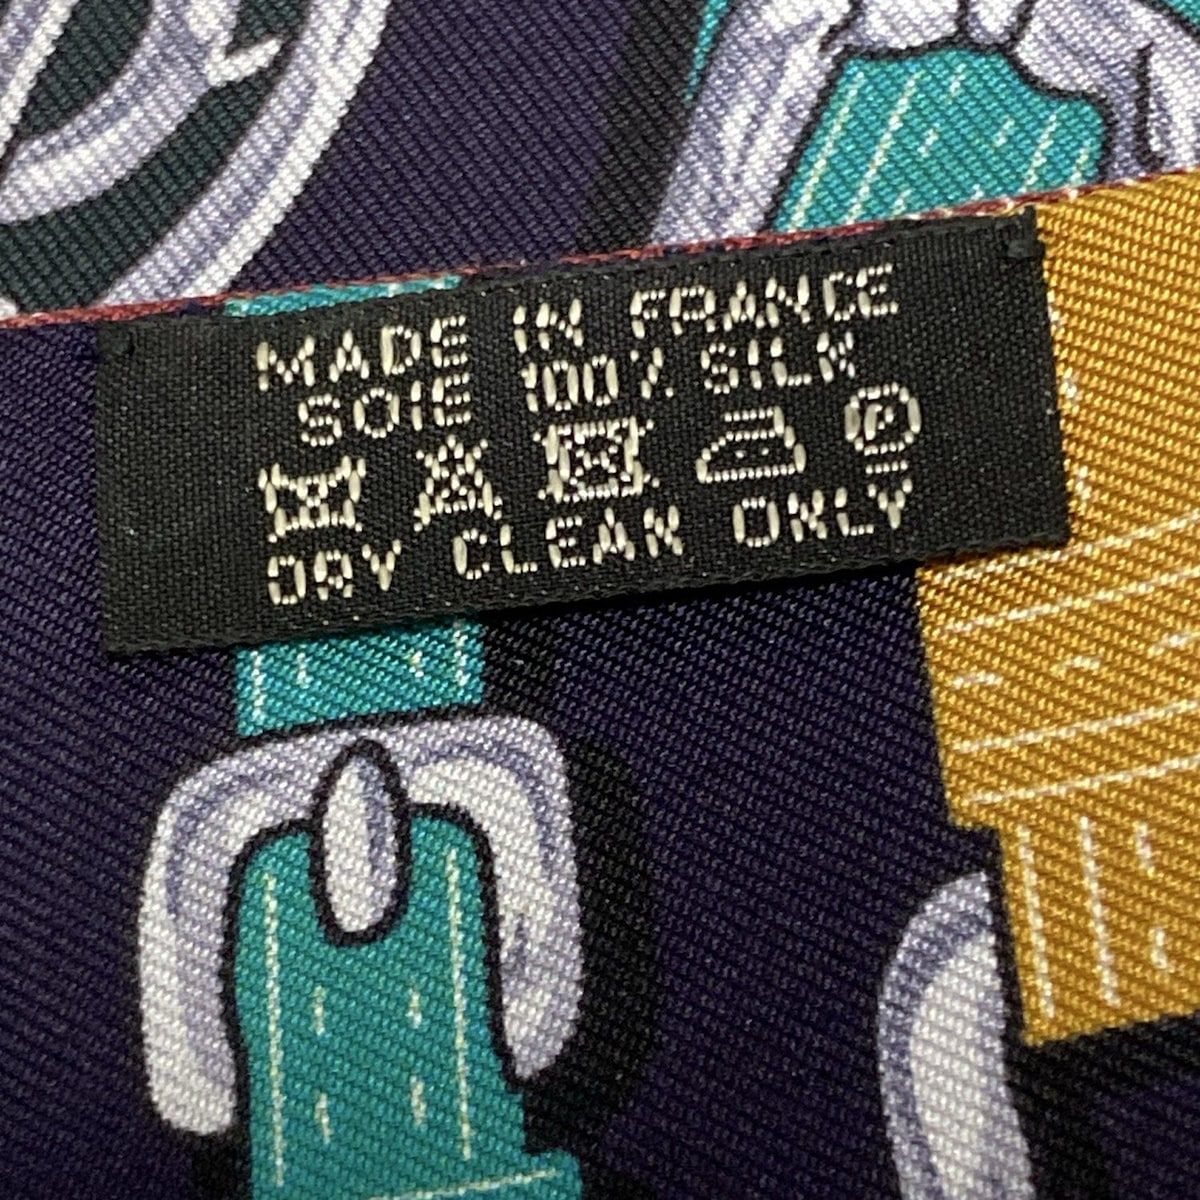 MADE IN FRANCE
SOIE 100% SILK
P
DRY CLEAN ONLY